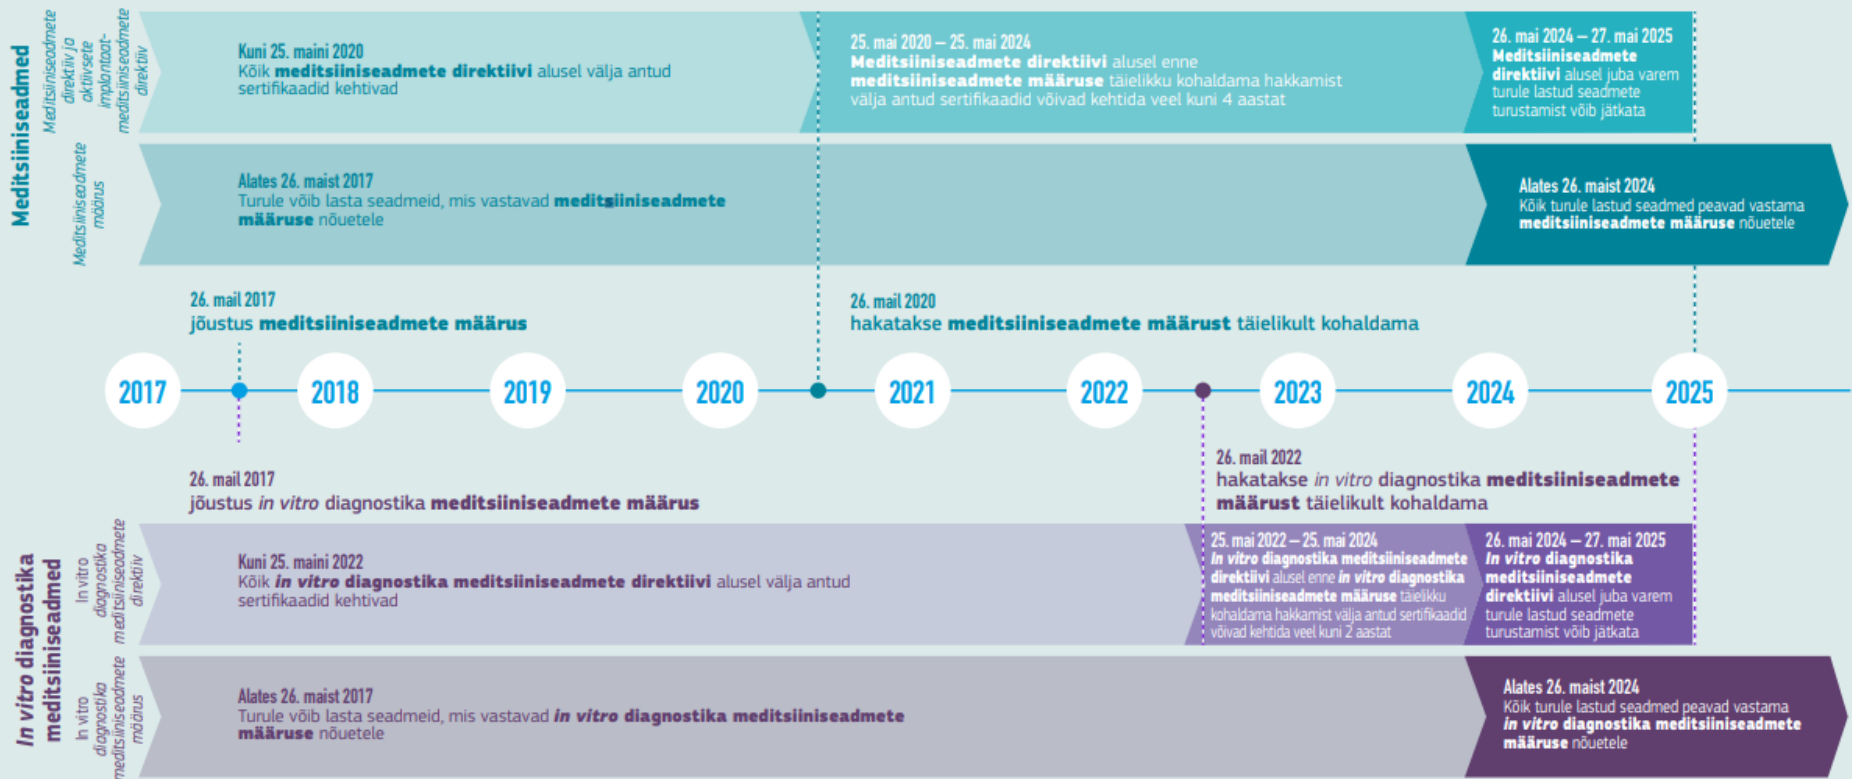 Meditsiiniseadmed
Meditsiiniseadmete
direktiiv ja
aktiivsete
implantaat-
meditsiiniseadmete
direktiiv
Kuni 25. maini 2020
Kõik meditsiiniseadmete direktiivi alusel välja antud
sertifikaadid kehtivad
25. mai 2020 – 25. mai 2024
Meditsiiniseadmete direktiivi alusel enne
meditsiiniseadmete määruse täielikku kohaldama hakkamist
välja antud sertifikaadid võivad kehtida veel kuni 4 aastat
26. mai 2024 – 27. mai 2025
Meditsiiniseadmete
direktiivi alusel juba varem
turule lastud seadmete
turustamist võib jätkata
Meditsiiniseadmete
määrus
Alates 26. maist 2017
Turule võib lasta seadmeid, mis vastavad meditsiiniseadmete
määruse nõuetele
Alates 26. maist 2024
Kõik turule lastud seadmed peavad vastama
meditsiiniseadmete määruse nõuetele
26. mail 2017
jõustus meditsiiniseadmete määrus
26. mail 2020
hakatakse meditsiiniseadmete määrust täielikult kohaldama
2017 2018 2019 2020 2021 2022 2023 2024 2025
26. mail 2017
jõustus in vitro diagnostika meditsiiniseadmete määrus
26. mail 2022
hakatakse in vitro diagnostika meditsiiniseadmete
määrust täielikult kohaldama
In vitro diagnostika
meditsiiniseadmed
In vitro
diagnostika
meditsiiniseadmete
direktiiv
Kuni 25. maini 2022
Kõik in vitro diagnostika meditsiiniseadmete direktiivi alusel välja antud
sertifikaadid kehtivad
25. mai 2022 – 25. mai 2024
In vitro diagnostika meditsiiniseadmete
direktiivi alusel enne in vitro diagnostika
meditsiiniseadmete määruse täielikku
kohaldama hakkamist välja antud sertifikaadid
võivad kehtida veel kuni 2 aastat
26. mai 2024 – 27. mai 2025
In vitro diagnostika
meditsiiniseadmete
direktiivi alusel juba varem
turule lastud seadmete
turustamist võib jätkata
In vitro
diagnostika
meditsiiniseadmete
määrus
Alates 26. maist 2017
Turule võib lasta seadmeid, mis vastavad in vitro diagnostika meditsiiniseadmete
määruse nõuetele
Alates 26. maist 2024
Kõik turule lastud seadmed peavad vastama
in vitro diagnostika meditsiiniseadmete
määruse nõuetele